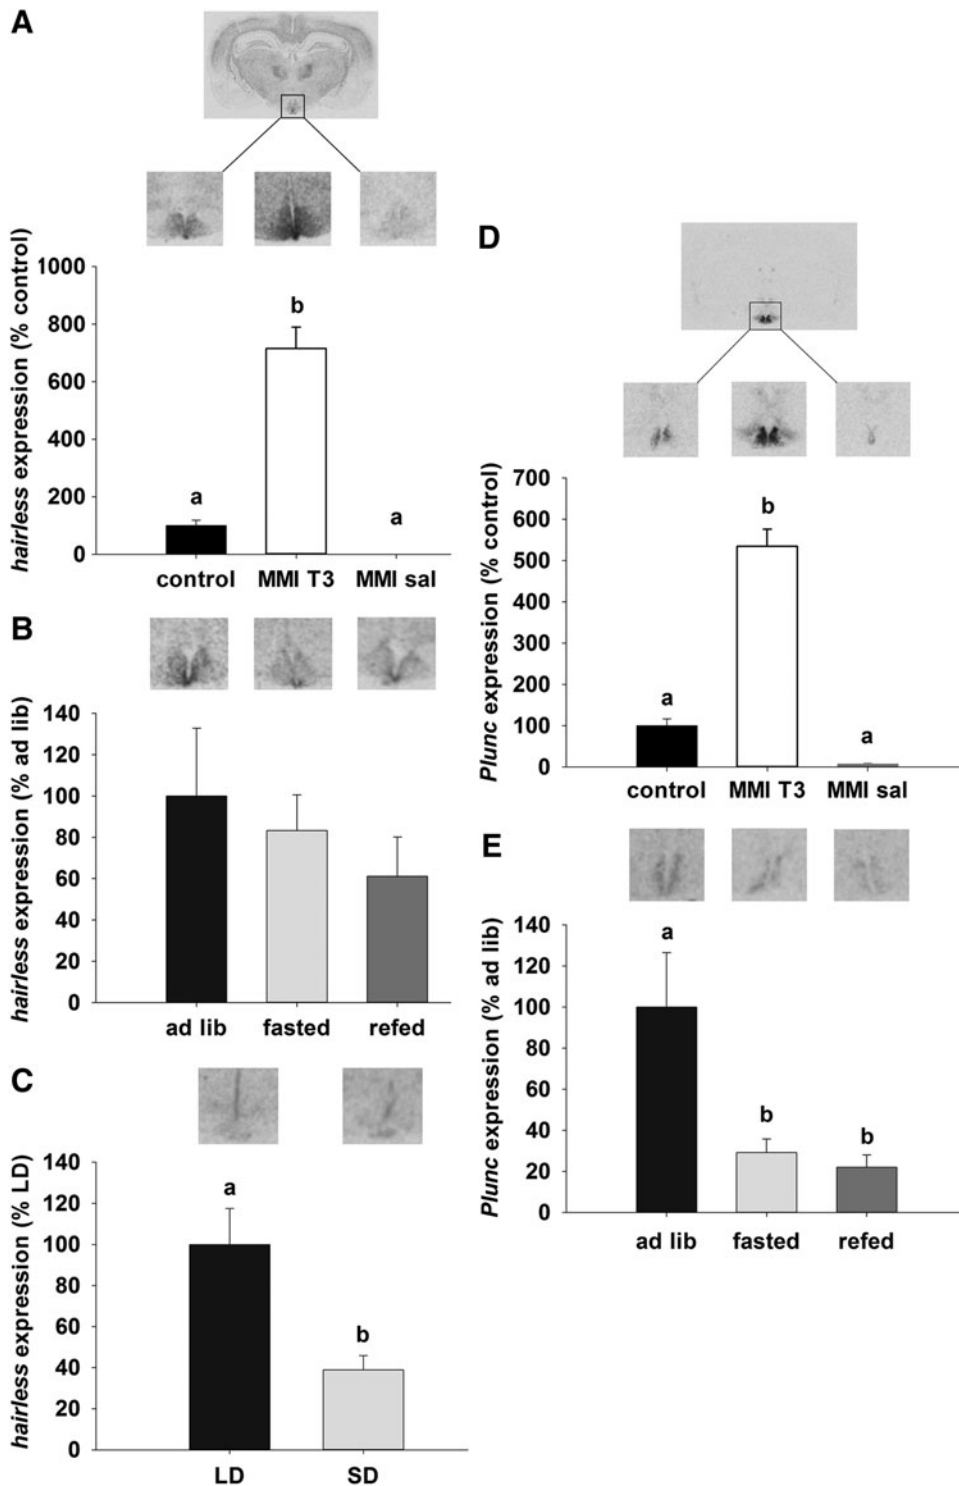 A
hairless expression (% control)
1000
800
600
400
200
0
a
b
a
control MMI T3 MMI sal
B
hairless expression (% ad lib)
140
120
100
80
60
40
20
0
ad lib fasted refed
C
hairless expression (% LD)
140
120
100
80
60
40
20
0
a
b
LD SD
D
Plunc expression (% control)
700
600
500
400
300
200
100
0
a
b
a
control MMI T3 MMI sal
E
Plunc expression (% ad lib)
140
120
100
80
60
40
20
0
a
b
b
ad lib fasted refed